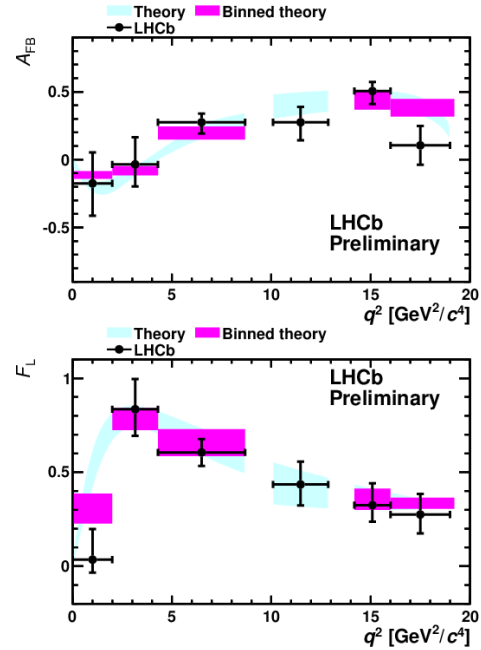 Theory Binned theory
LHCb
A_FB
0.5
0
-0.5
LHCb
Preliminary
0 5 10 15 20
q² [GeV²/c⁴]
Theory Binned theory
LHCb
F_L
1
0.5
0
LHCb
Preliminary
0 5 10 15 20
q² [GeV²/c⁴]